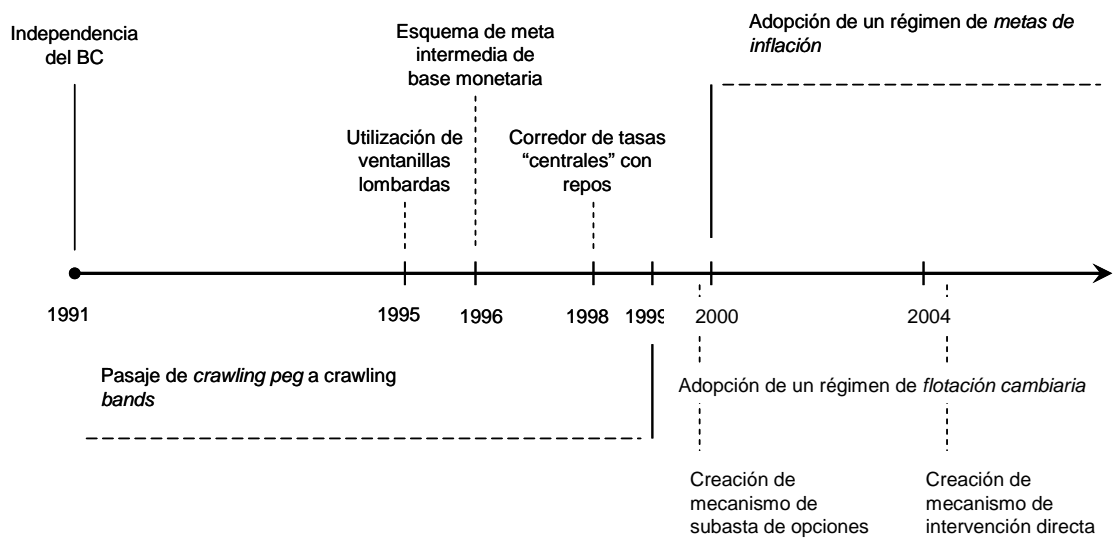 Independencia
del BC
Esquema de meta
intermedia de
base monetaria
Adopción de un régimen de metas de
inflación
Utilización de
ventanillas
lombardas
Corredor de tasas
“centrales” con
repos
1991
1995
1996
1998
1999
2000
2004
Pasaje de crawling peg a crawling
bands
Adopción de un régimen de flotación cambiaria
Creación de
mecanismo de
subasta de opciones
Creación de
mecanismo de
intervención directa